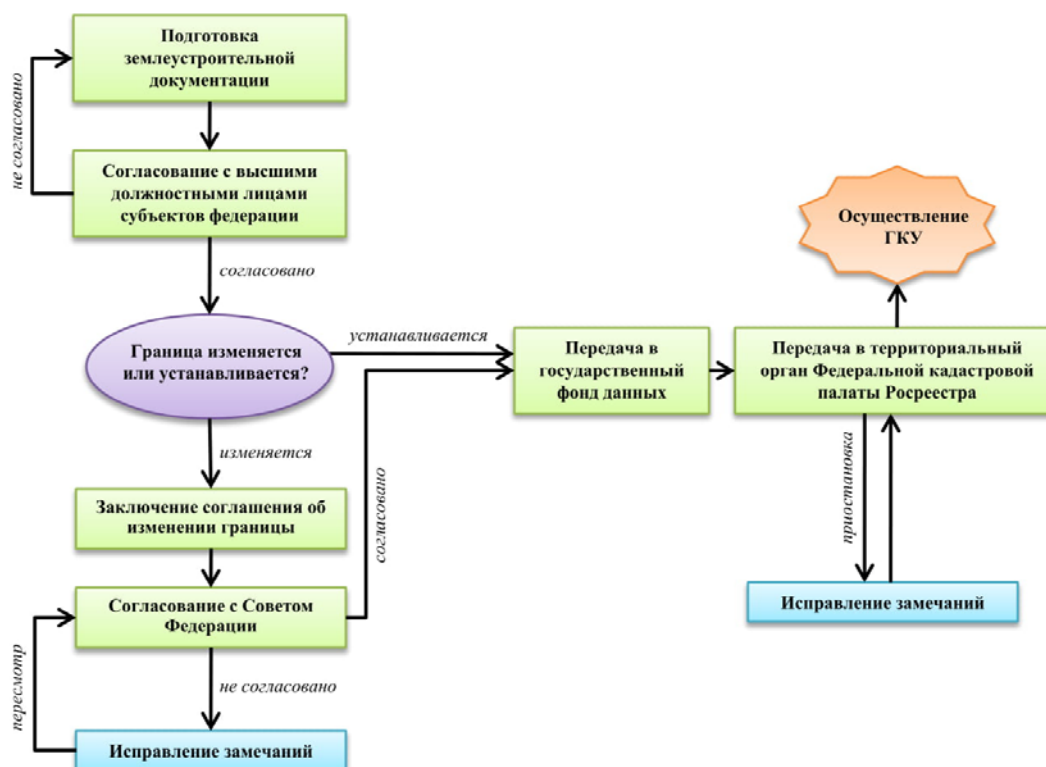 Подготовка
землеустроительной
документации
не согласовано
Согласование с высшими
должностными лицами
субъектов федерации
согласовано
Граница изменяется
или устанавливается?
устанавливается
изменяется
Заключение соглашения об
изменении границы
Согласование с Советом
Федерации
согласовано
не согласовано
пересмотр
Исправление замечаний
Передача в
государственный
фонд данных
Передача в территориальный
орган Федеральной кадастровой
палаты Росреестра
Осуществление
ГКУ
приостановка
Исправление замечаний